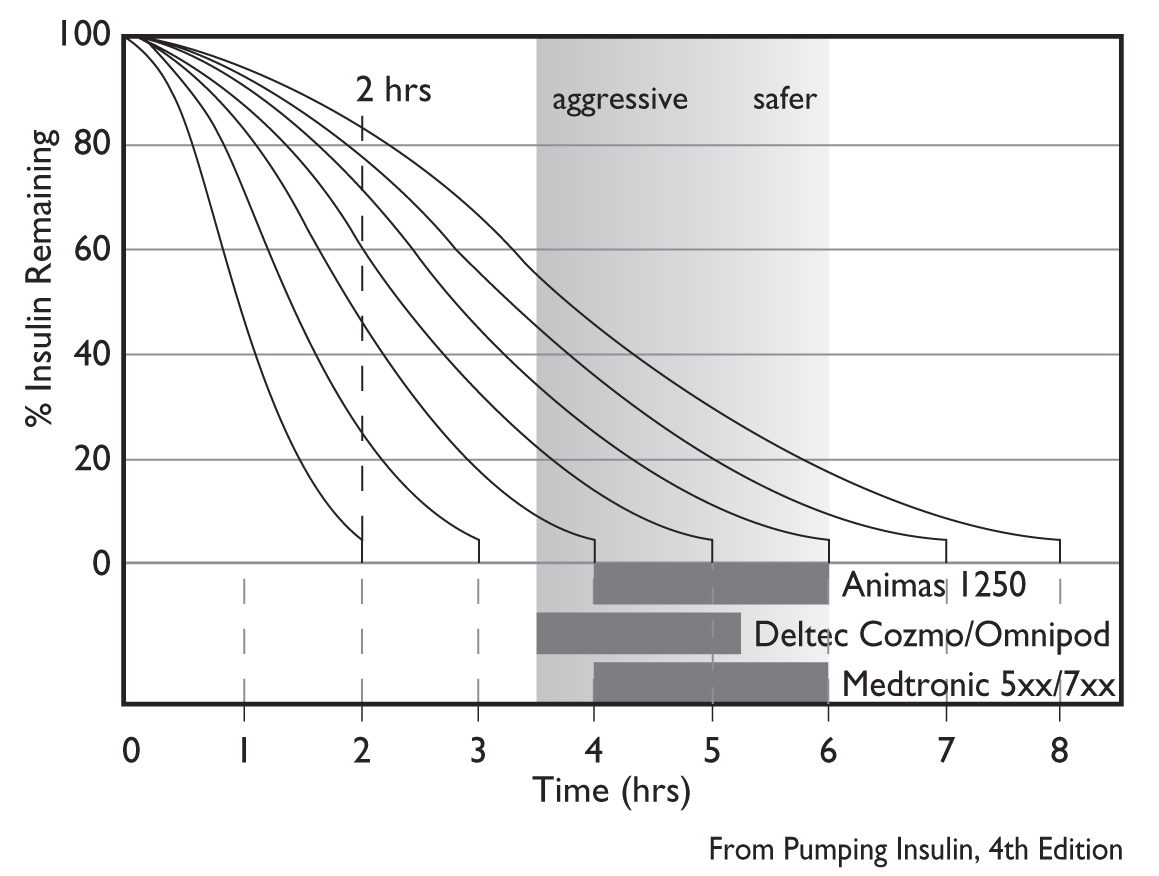 100
2 hrs
aggressive safer
80
60
40
20
0
% Insulin Remaining
Animas 1250
Deltec Cozmo/Omnipod
Medtronic 5xx/7xx
0 1 2 3 4 5 6 7 8
Time (hrs)
From Pumping Insulin, 4th Edition